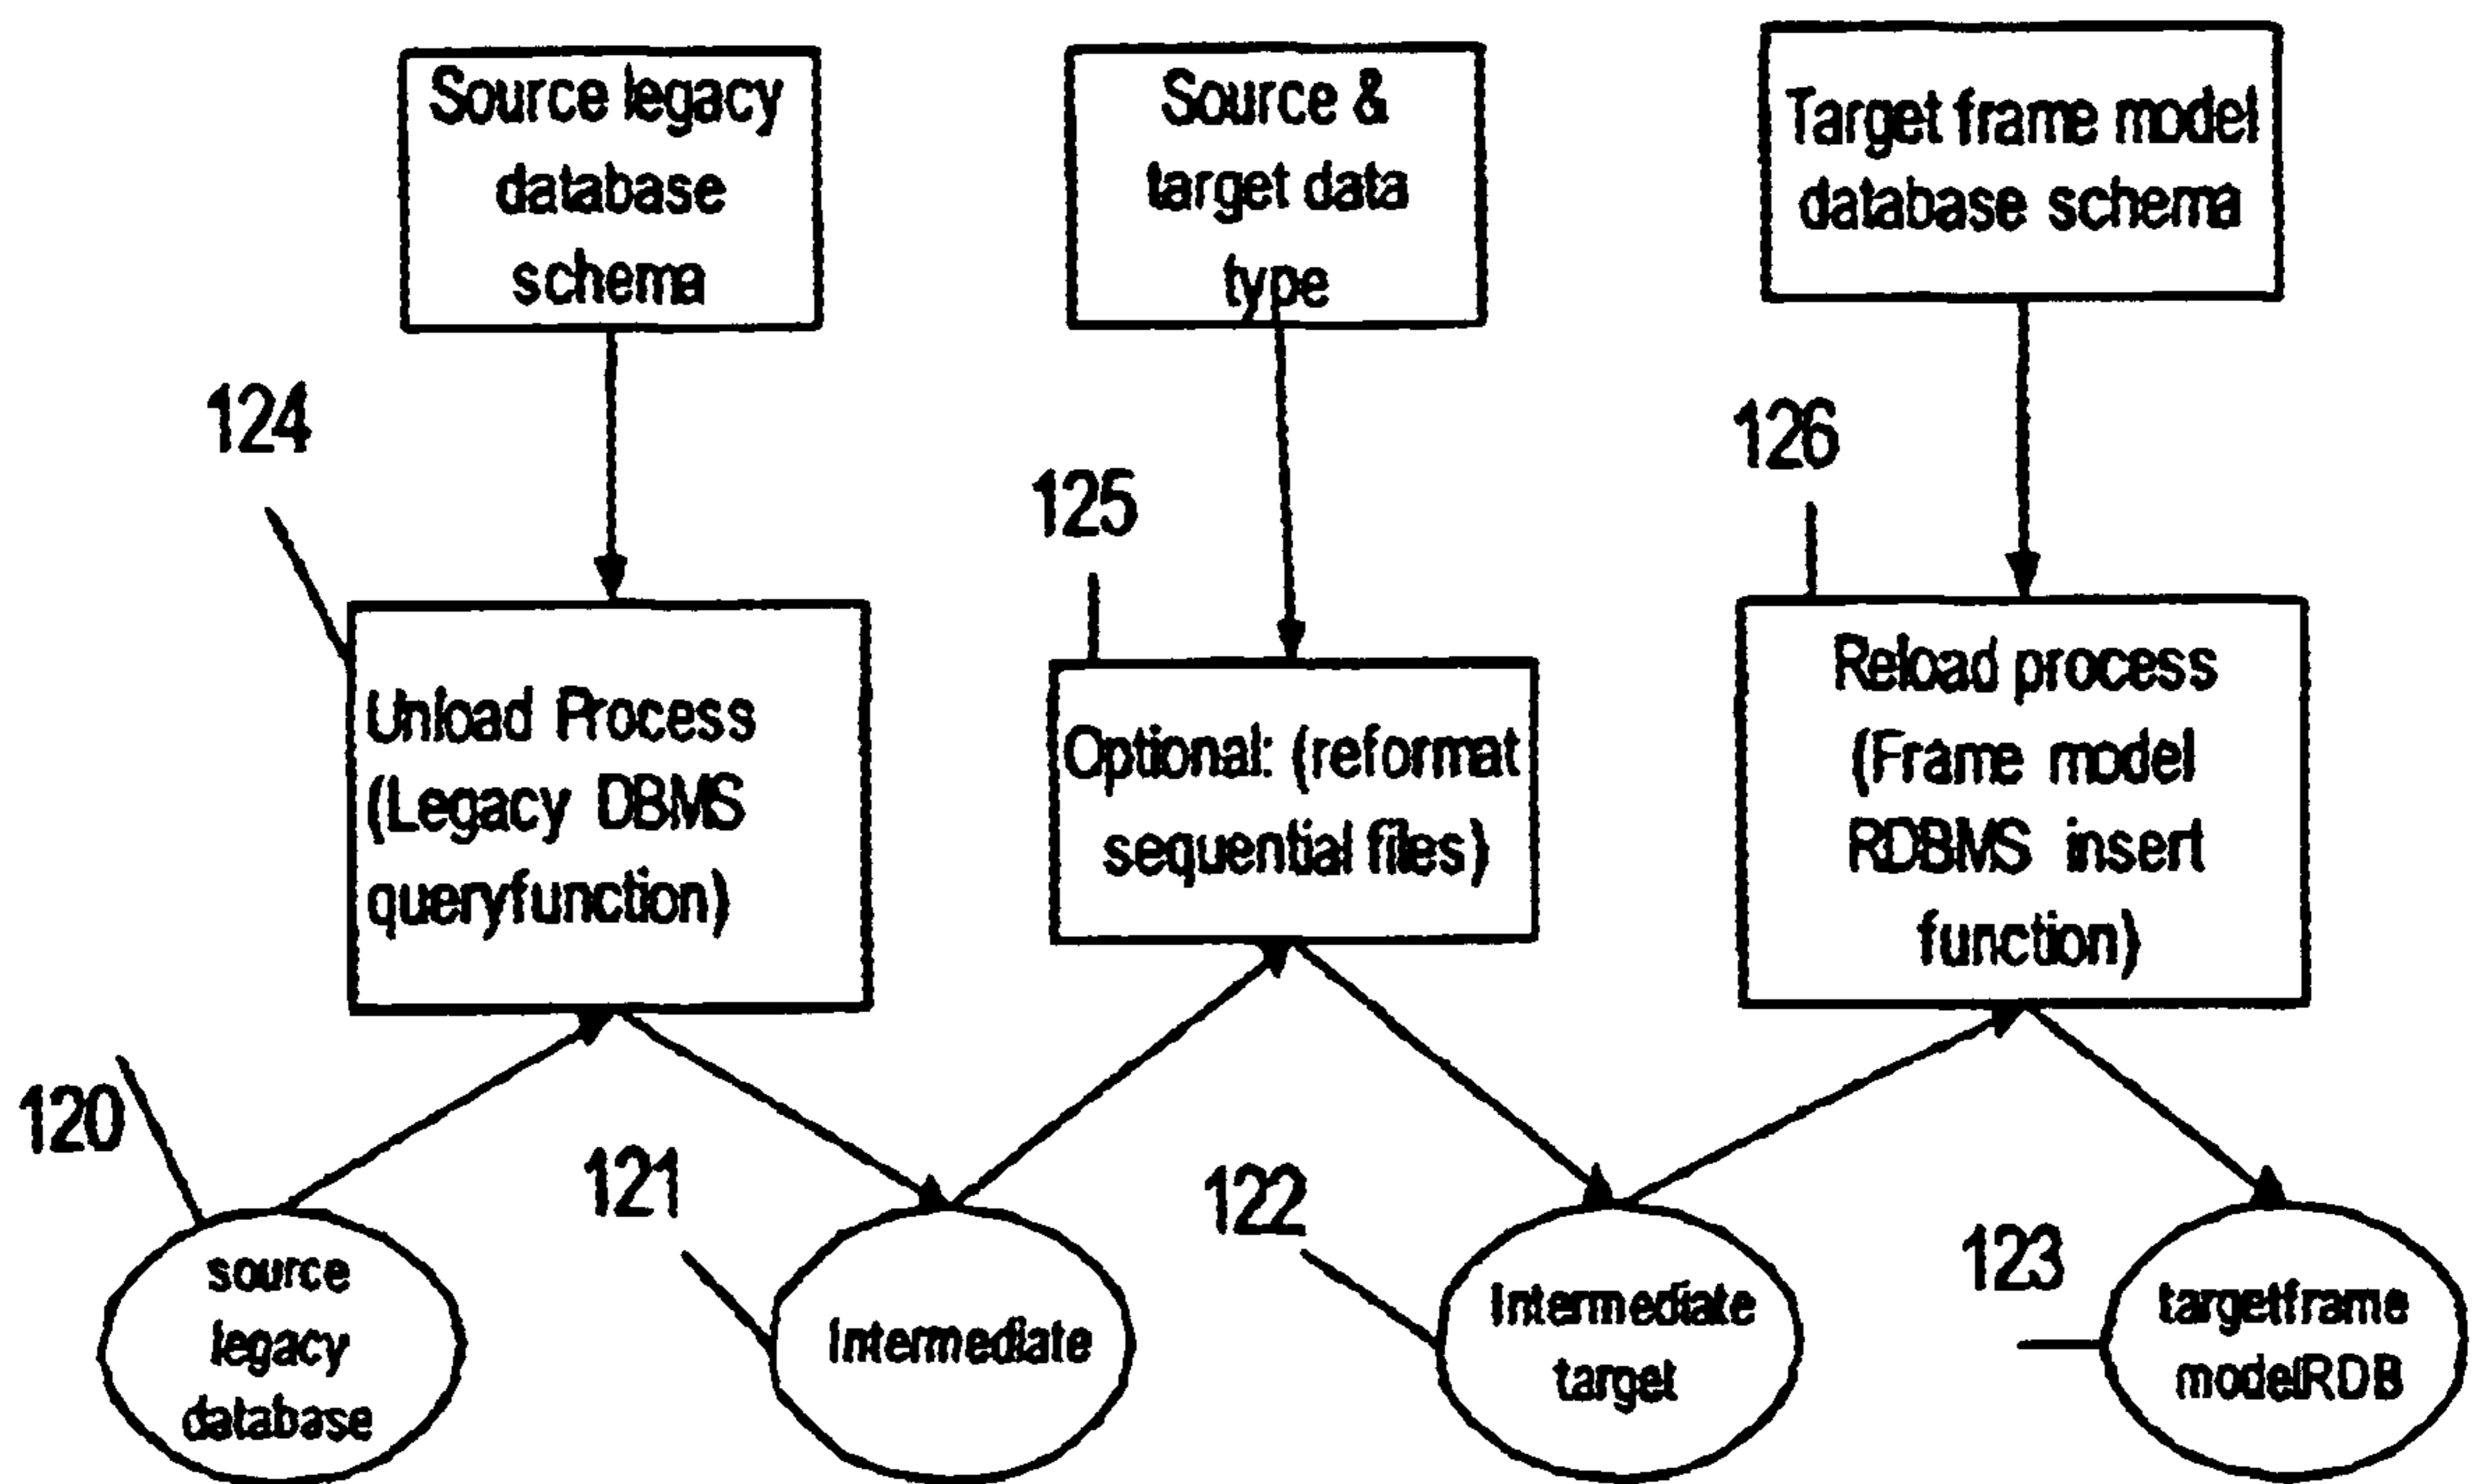 Source legacy
database
schema
Source &
target data
type
Target frame model
database schema
124
125
126
Unload Process
(Legacy DBMS
queryfunction)
Optional: (reformat
sequential files)
Reload process
(Frame model
RDBMS insert
function)
120
121
122
123
source
legacy
database
Intermediate
Intermediate
target
targetframe
modelRDB